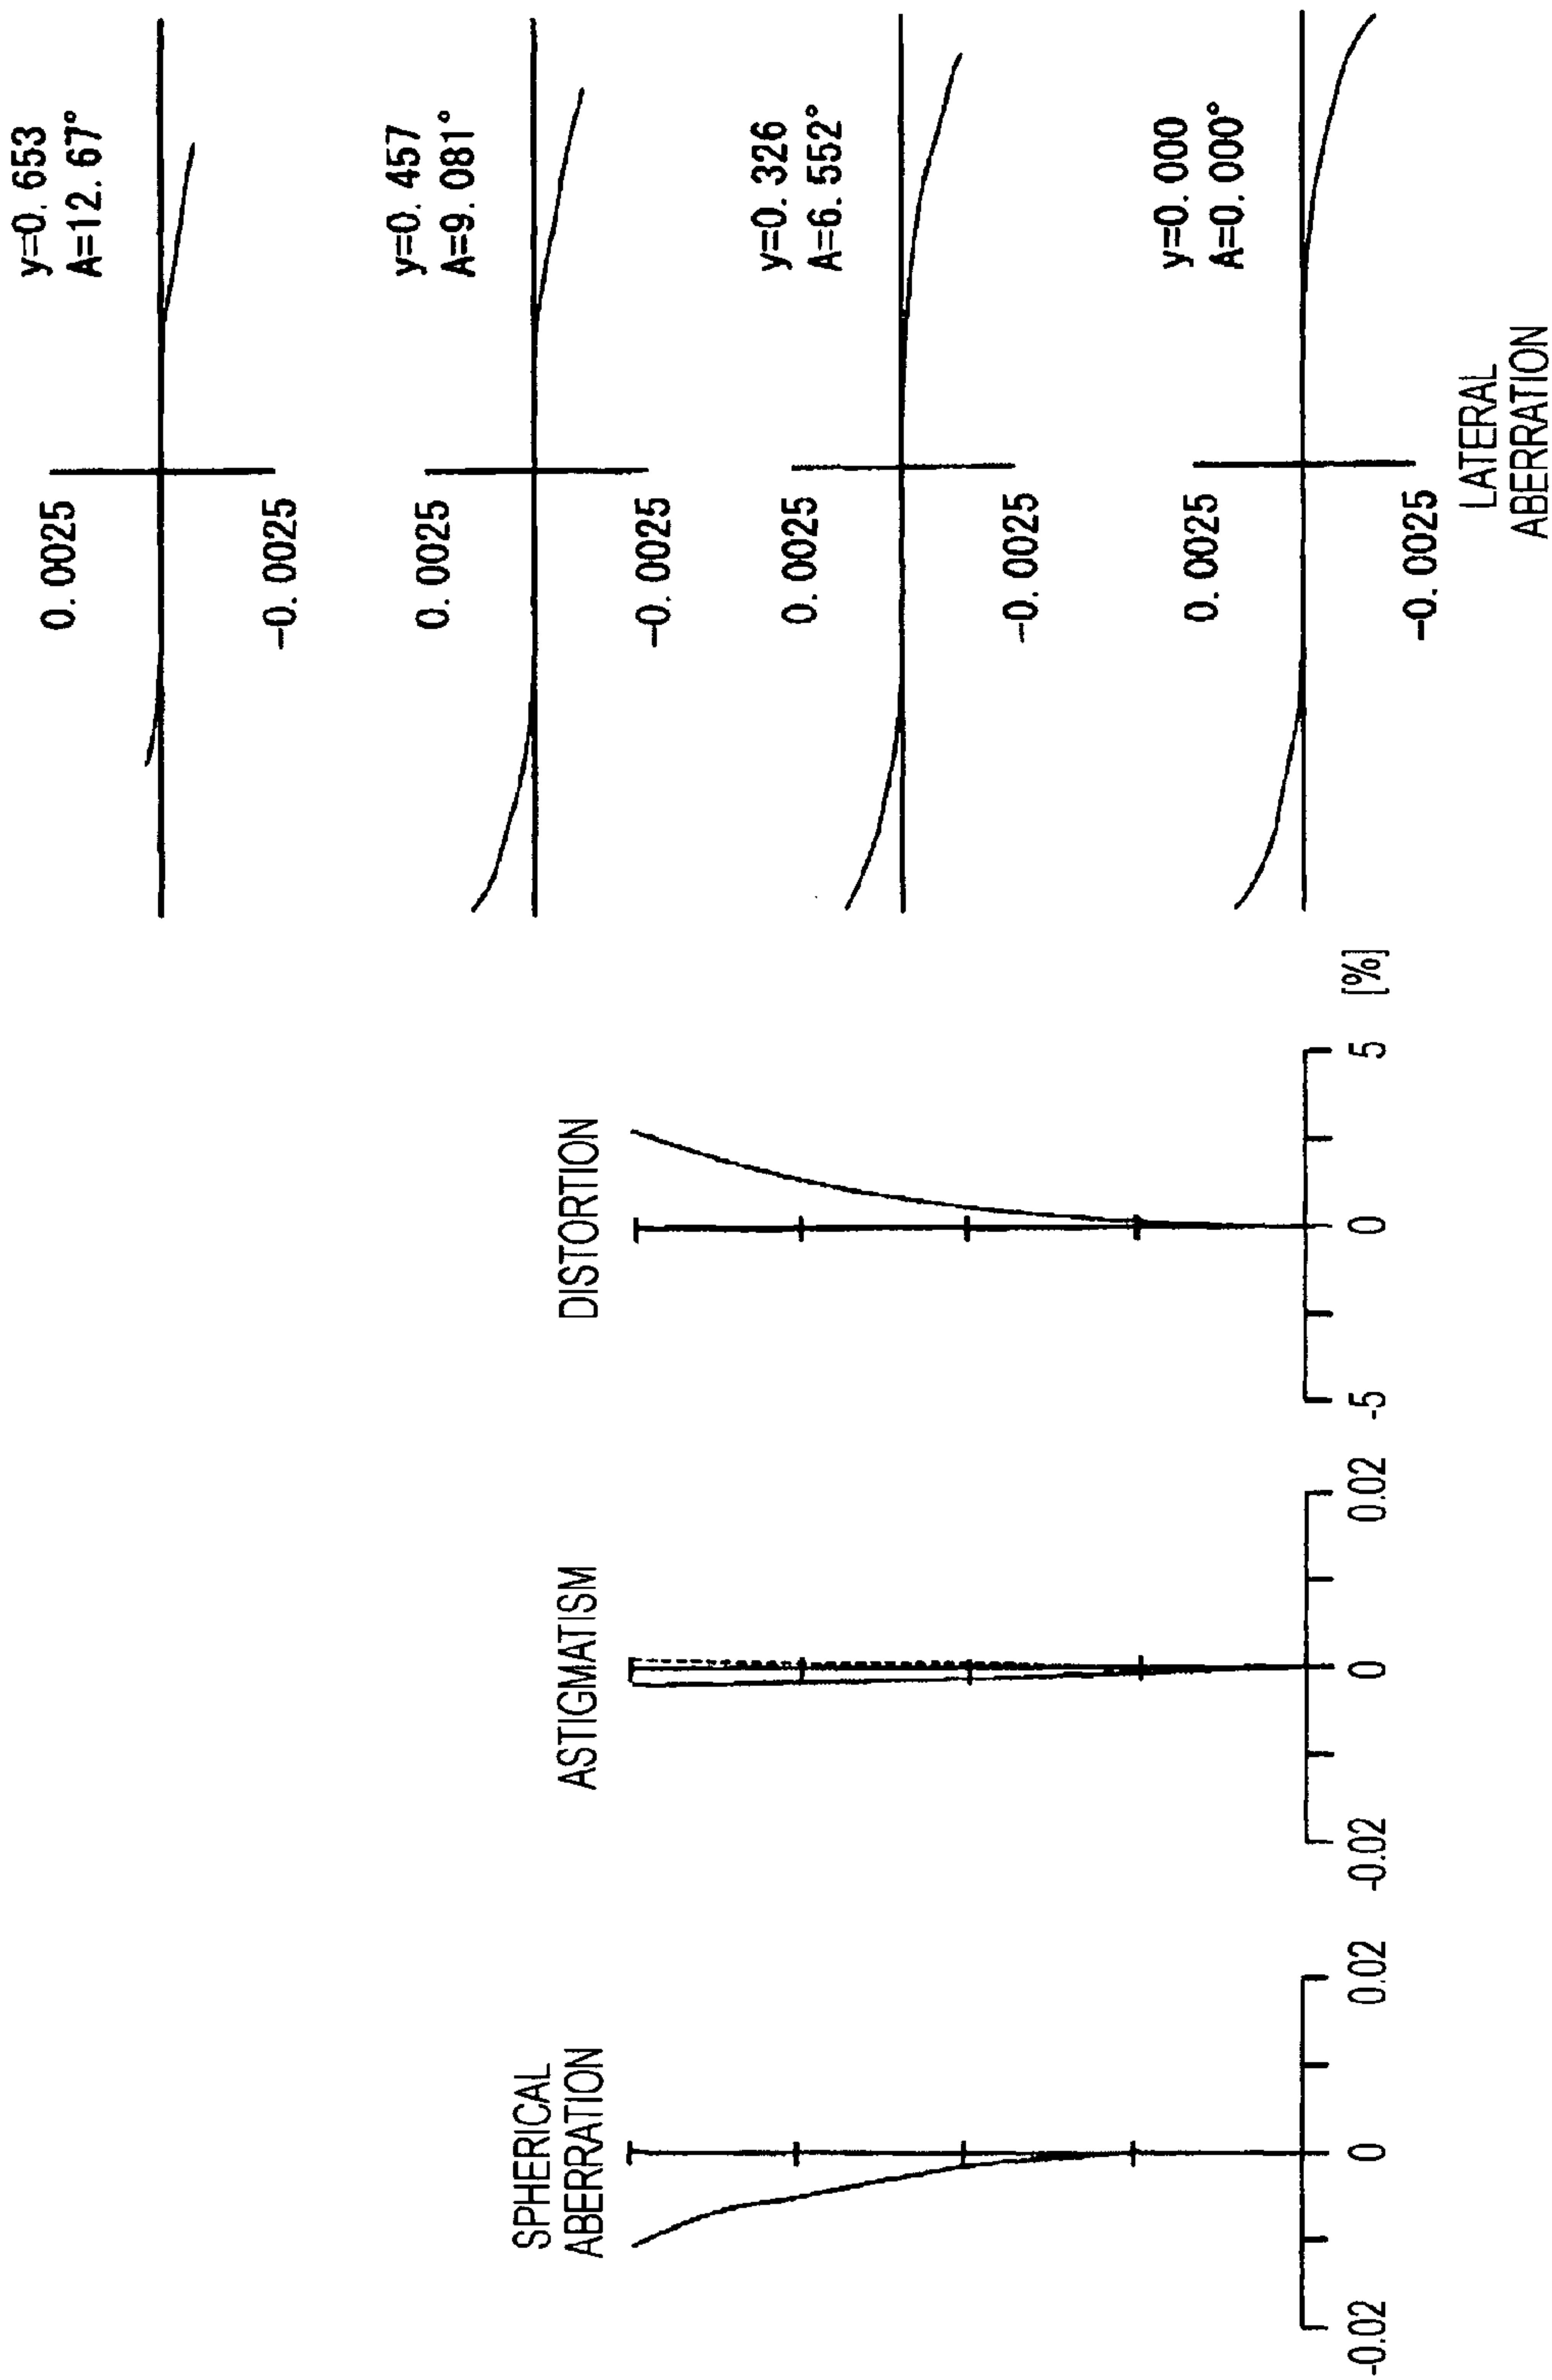 SPHERICAL
ABERRATION
-0.02
0
0.02
ASTIGMATISM
-0.02
0
0.02
DISTORTION
-5
0
5
[%]
y=0.653
A=12.67°
0.0025
-0.0025
y=0.457
A=9.081°
0.0025
-0.0025
y=0.326
A=6.552°
0.0025
-0.0025
y=0.000
A=0.000°
0.0025
-0.0025
LATERAL
ABERRATION